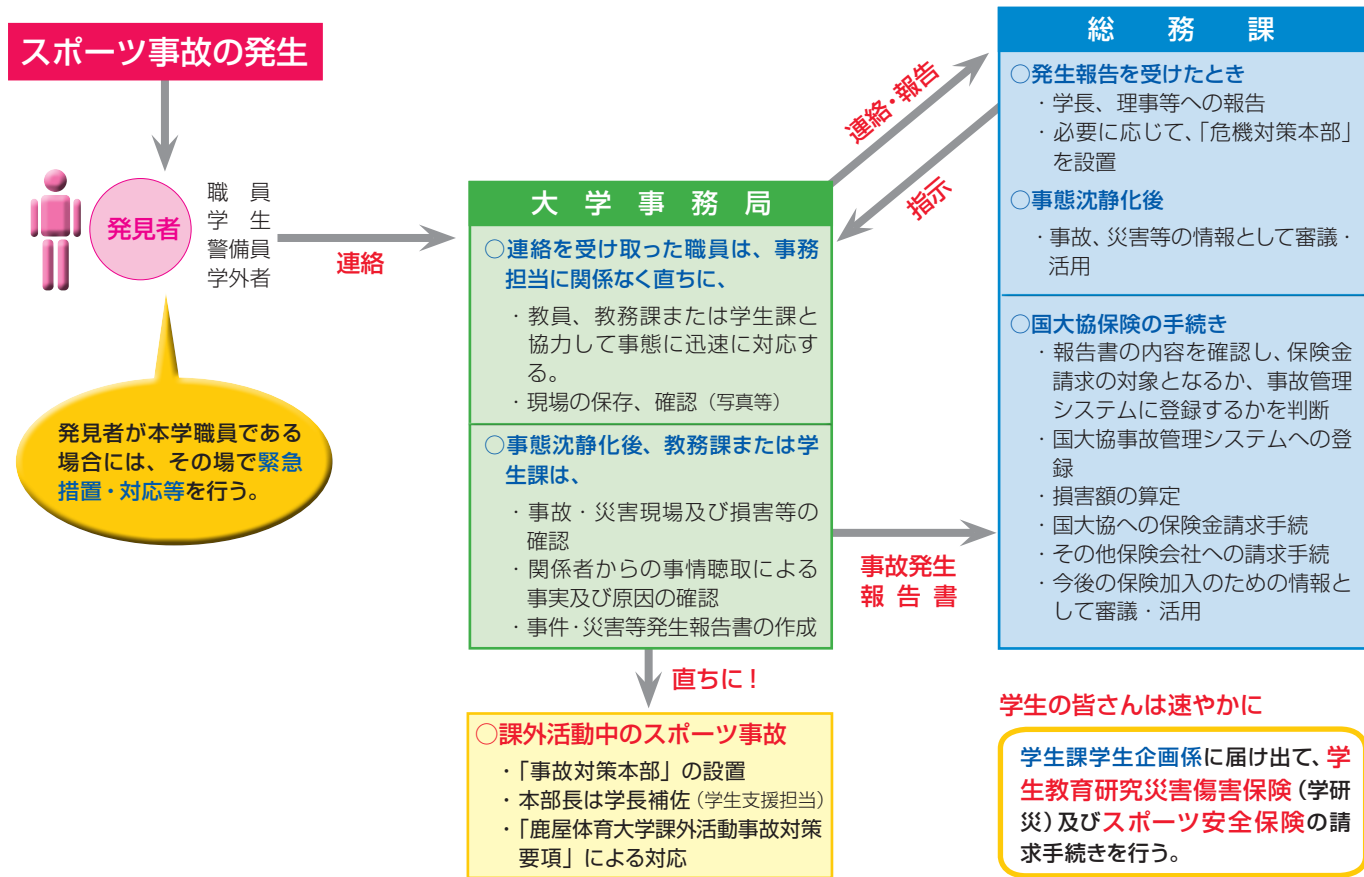 スポーツ事故の発生
発見者
職　員
学　生
警備員
学外者
連絡
発見者が本学職員である
場合には、その場で緊急
措置・対応等を行う。
大　学　事　務　局
○連絡を受け取った職員は、事務
担当に関係なく直ちに、
・教員、教務課または学生課と
協力して事態に迅速に対応す
る。
・現場の保存、確認（写真等）
○事態沈静化後、教務課または学
生課は、
・事故・災害現場及び損害等の
確認
・関係者からの事情聴取による
事実及び原因の確認
・事件・災害等発生報告書の作成
連絡・報告
指示
事故発生
報 告 書
直ちに！
○課外活動中のスポーツ事故
・「事故対策本部」の設置
・本部長は学長補佐（学生支援担当）
・「鹿屋体育大学課外活動事故対策
要項」による対応
総　務　課
○発生報告を受けたとき
・学長、理事等への報告
・必要に応じて、「危機対策本部」
を設置
○事態沈静化後
・事故、災害等の情報として審議・
活用
○国大協保険の手続き
・報告書の内容を確認し、保険金
請求の対象となるか、事故管理
システムに登録するかを判断
・国大協事故管理システムへの登
録
・損害額の算定
・国大協への保険金請求手続
・その他保険会社への請求手続
・今後の保険加入のための情報と
して審議・活用
学生の皆さんは速やかに
学生課学生企画係に届け出て、学
生教育研究災害傷害保険（学研
災）及びスポーツ安全保険の請
求手続きを行う。